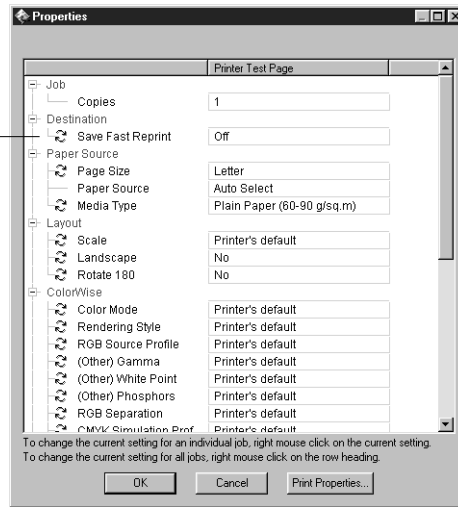 Properties
Printer Test Page
Job
Copies 1
Destination
Save Fast Reprint Off
Paper Source
Page Size Letter
Paper Source Auto Select
Media Type Plain Paper (60-90 g/sq.m)
Layout
Scale Printer's default
Landscape No
Rotate 180 No
ColorWise
Color Mode Printer's default
Rendering Style Printer's default
RGB Source Profile Printer's default
(Other) Gamma Printer's default
(Other) White Point Printer's default
(Other) Phosphors Printer's default
RGB Separation Printer's default
CMYK Simulation Prof Printer's default
To change the current setting for an individual job, right mouse click on the current setting.
To change the current setting for all jobs, right mouse click on the row heading.
OK Cancel Print Properties...